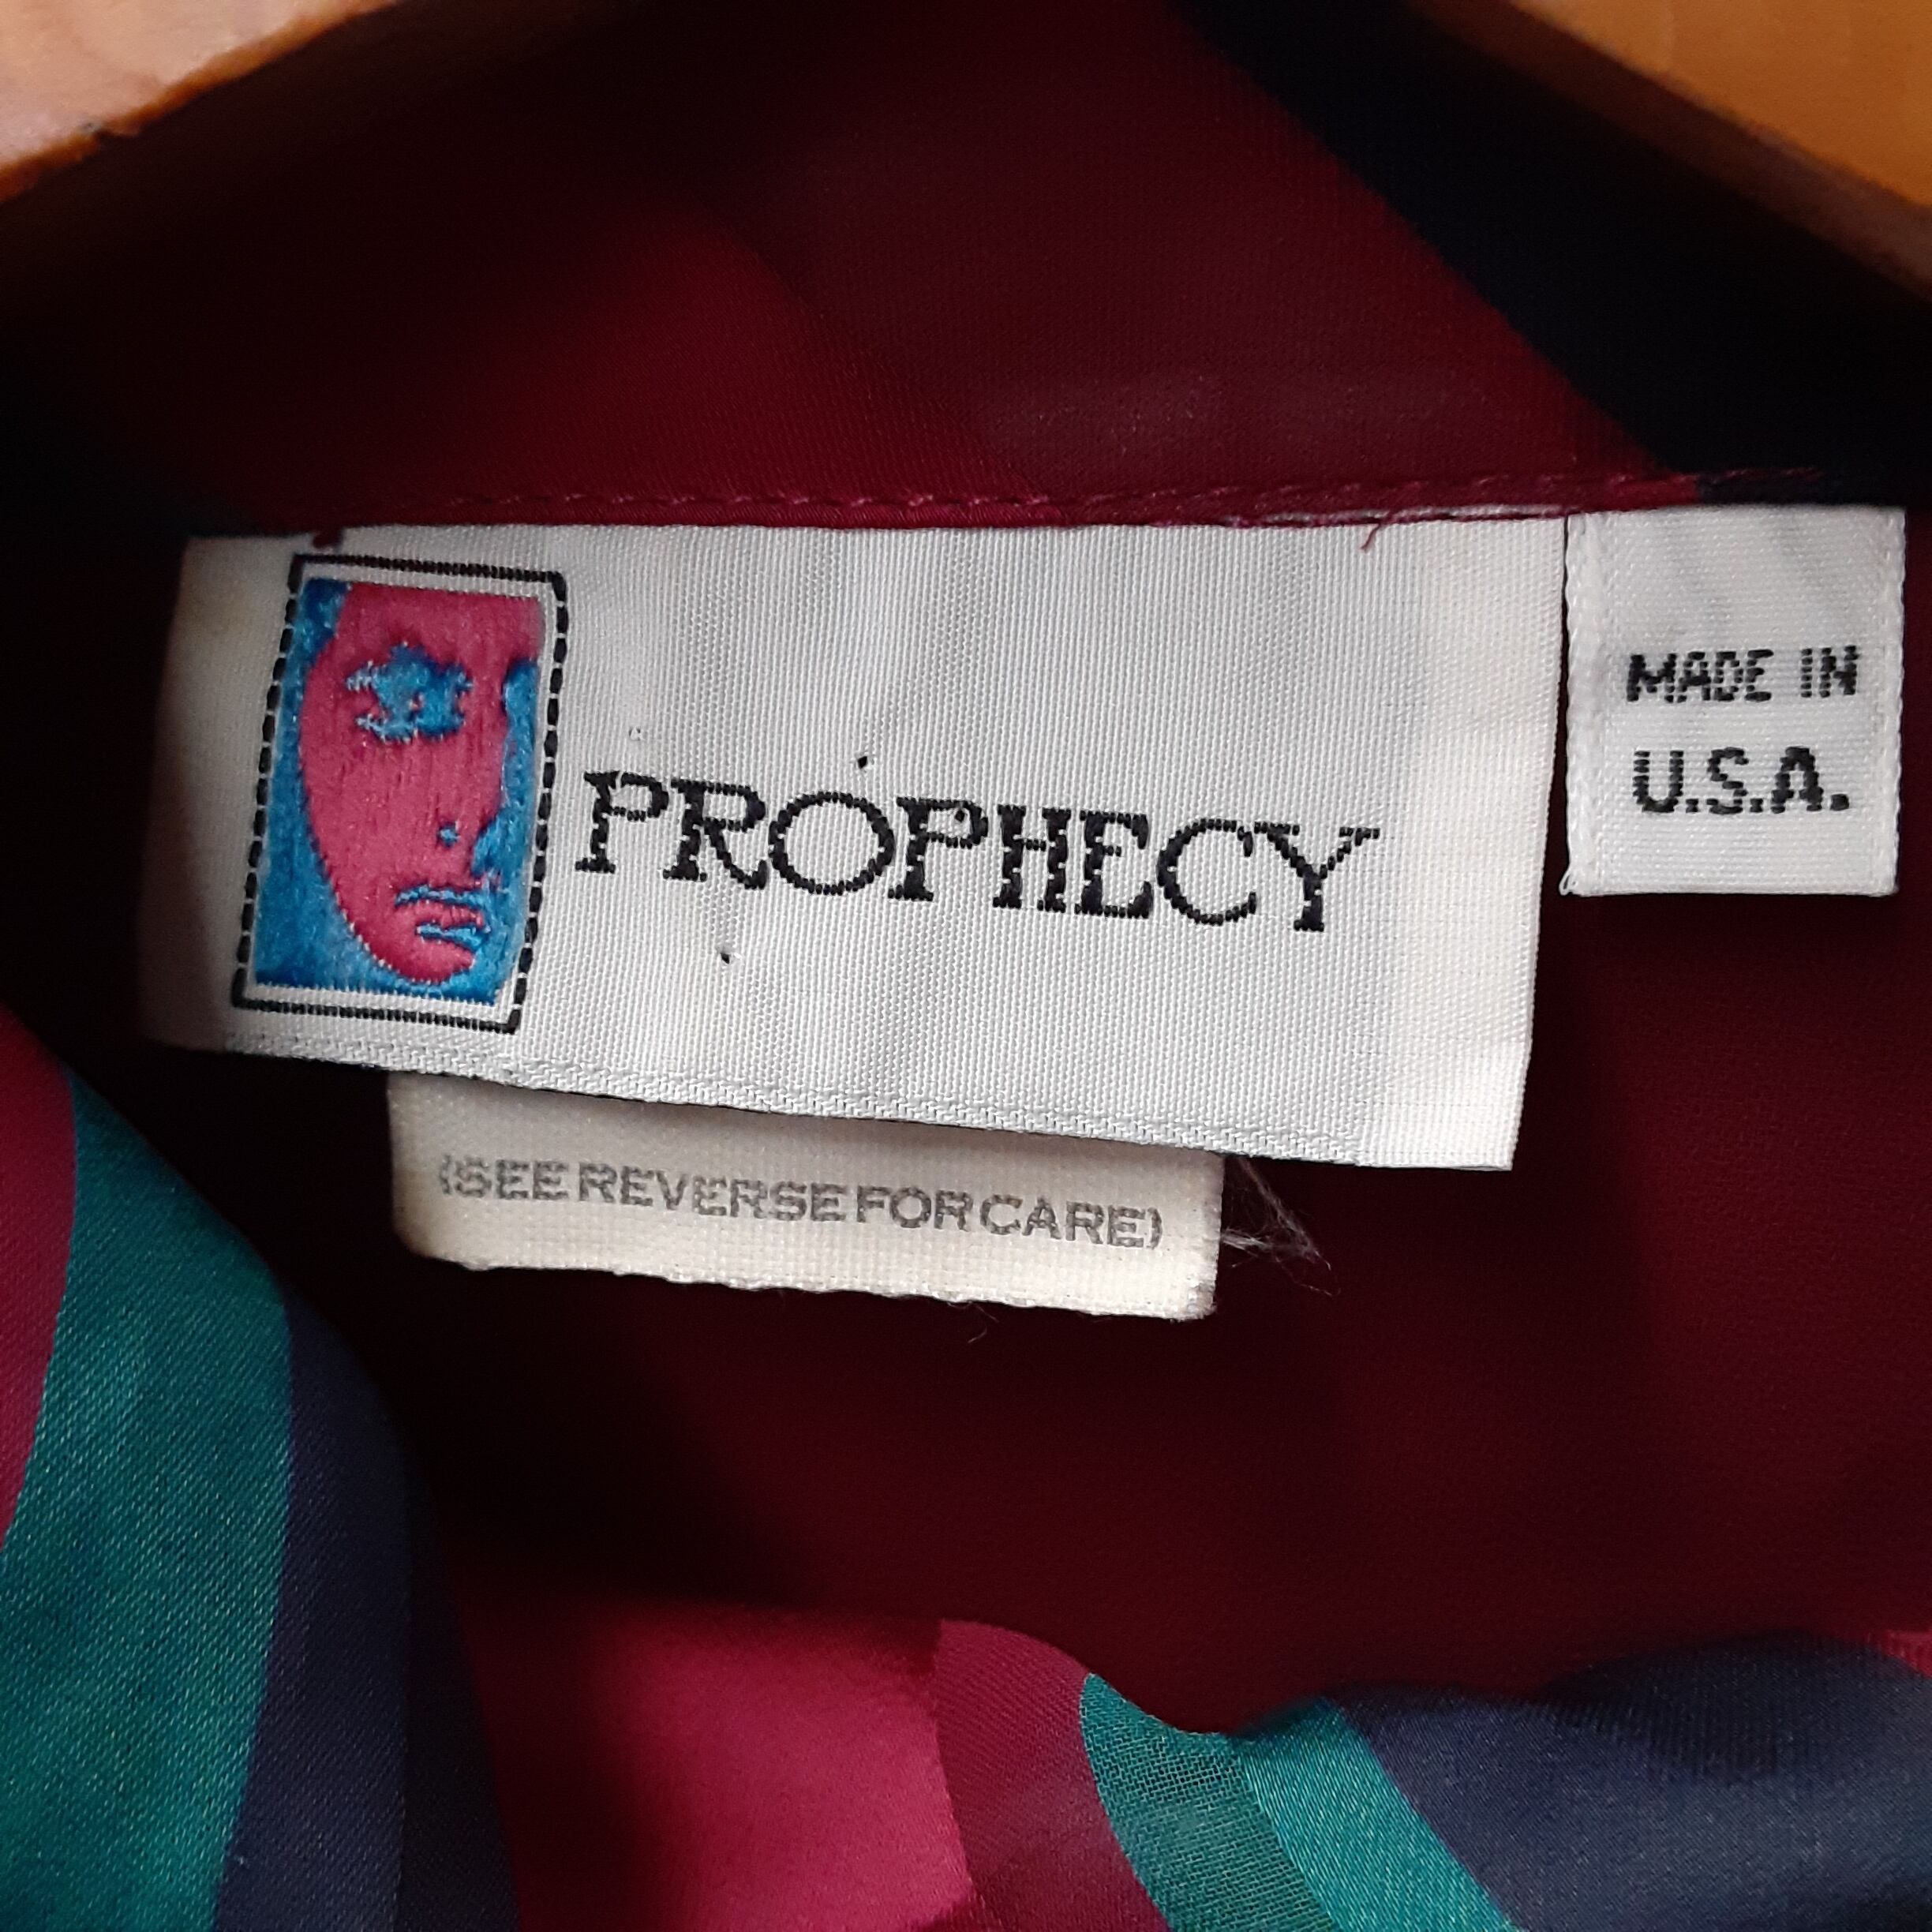 PROPHECY
MADE IN
U.S.A.
(SEE REVERSE FOR CARE)